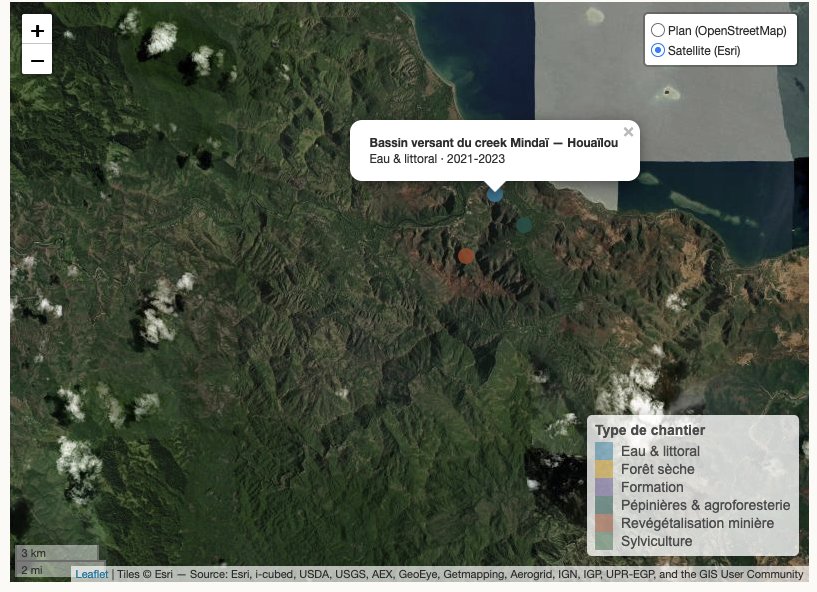 +
−
Plan (OpenStreetMap)
Satellite (Esri)
×
Bassin versant du creek Mindaï — Houaïlou
Eau & littoral · 2021-2023
Type de chantier
Eau & littoral
Forêt sèche
Formation
Pépinières & agroforesterie
Revégétalisation minière
Sylviculture
3 km
2 mi
Leaflet | Tiles © Esri — Source: Esri, i-cubed, USDA, USGS, AEX, GeoEye, Getmapping, Aerogrid, IGN, IGP, UPR-EGP, and the GIS User Community